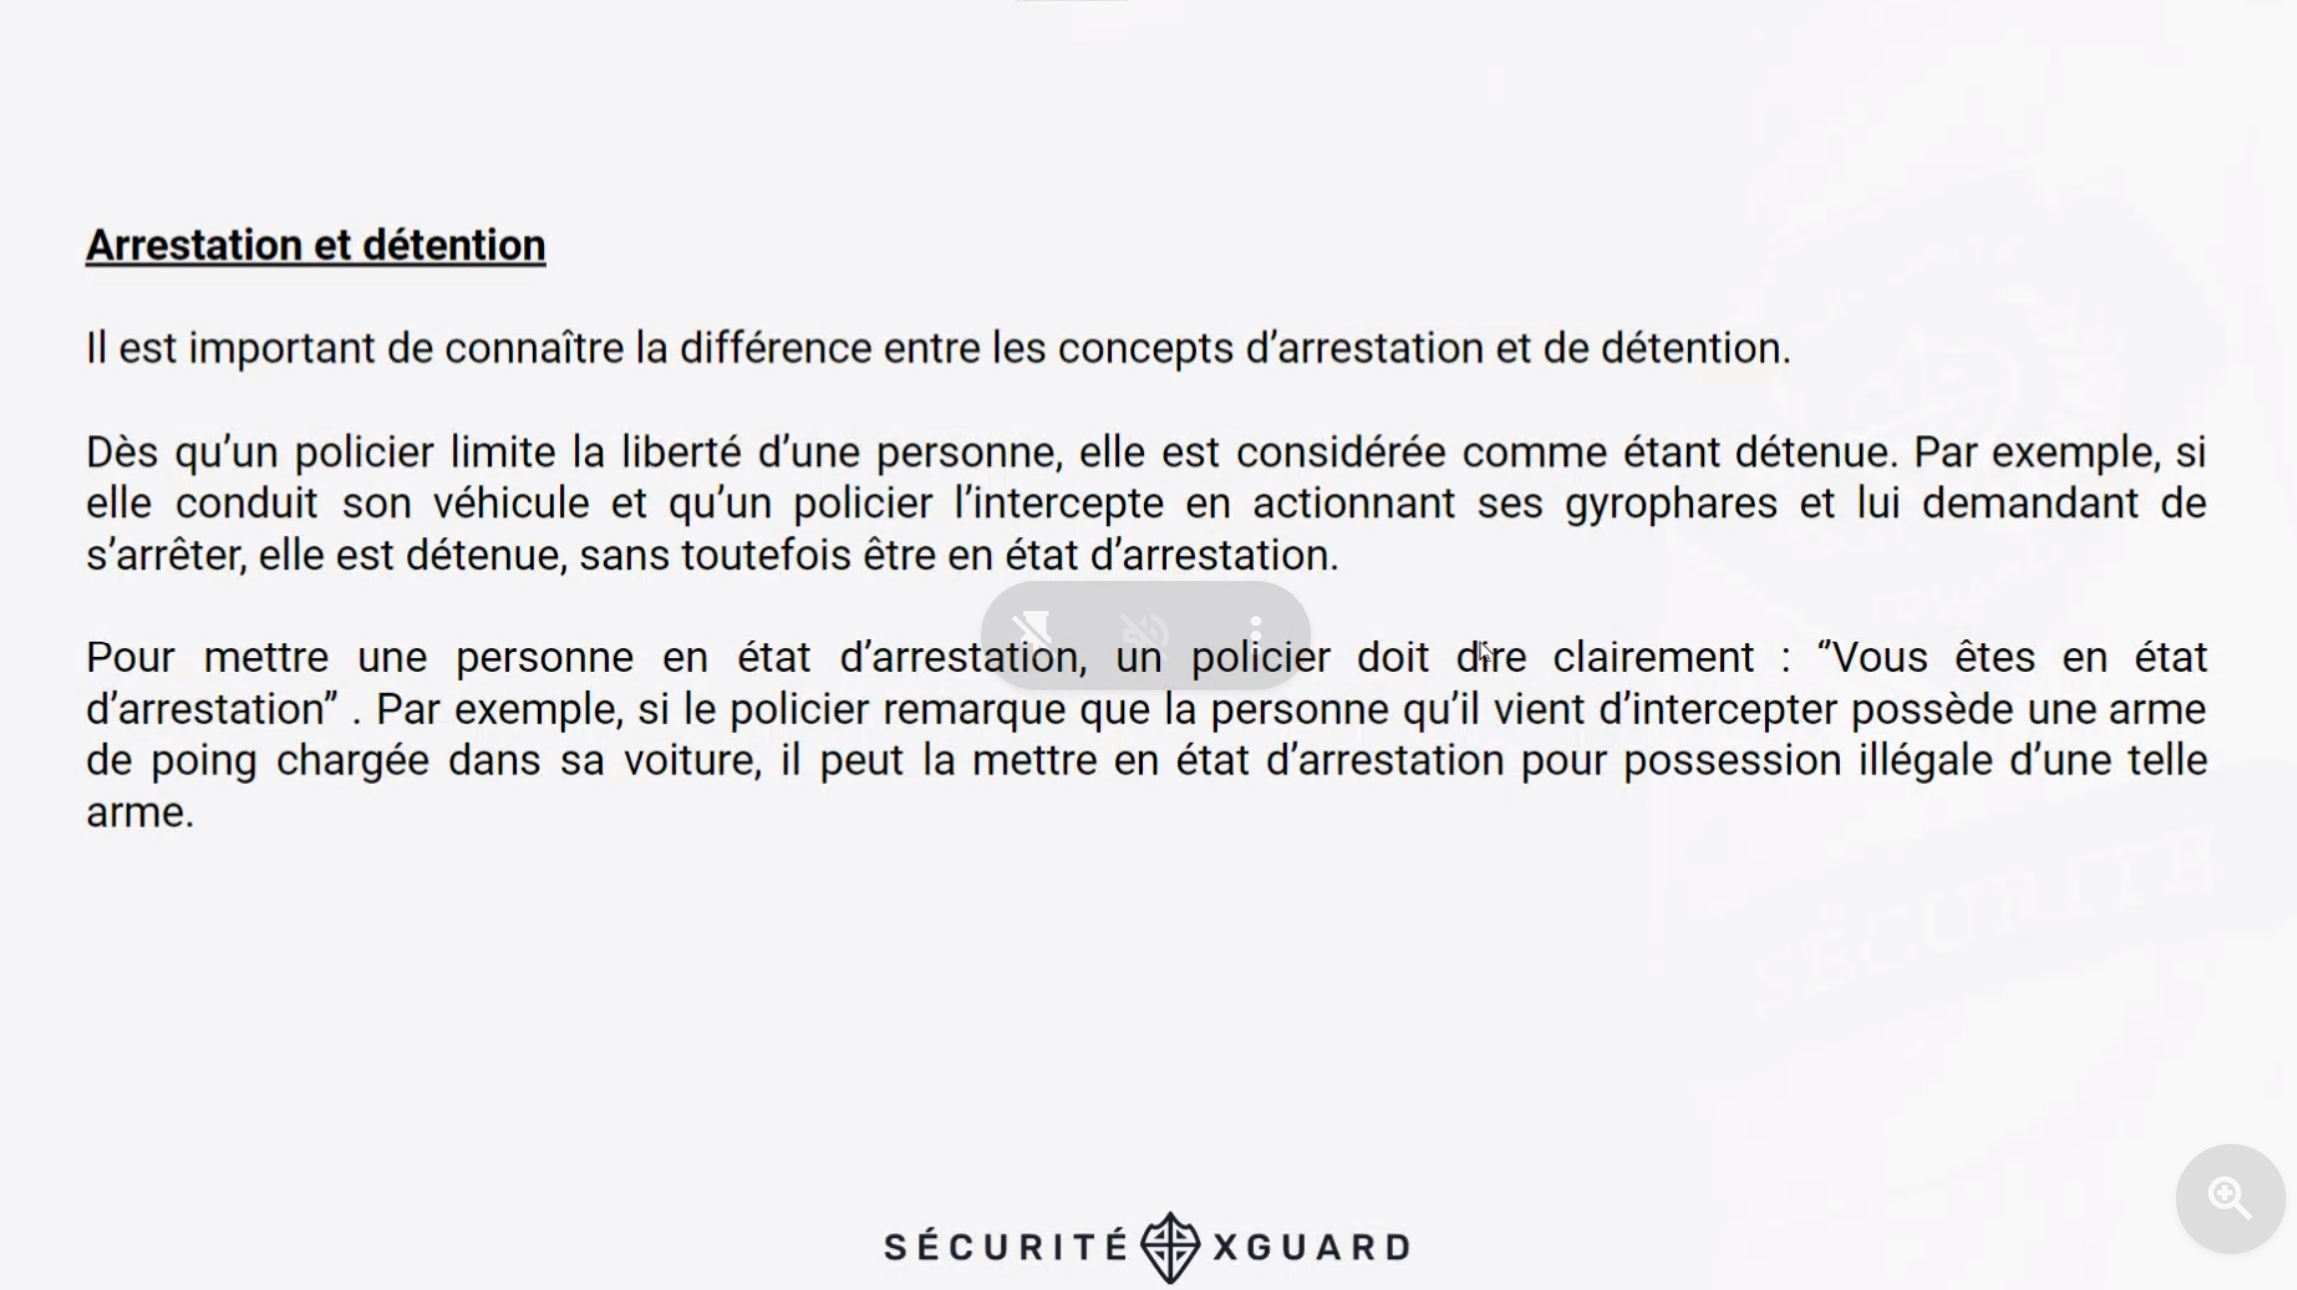 Arrestation et détention
Il est important de connaître la différence entre les concepts d’arrestation et de détention.
Dès qu’un policier limite la liberté d’une personne, elle est considérée comme étant détenue. Par exemple, si
elle conduit son véhicule et qu’un policier l’intercepte en actionnant ses gyrophares et lui demandant de
s’arrêter, elle est détenue, sans toutefois être en état d’arrestation.
Pour mettre une personne en état d’arrestation, un policier doit dire clairement : “Vous êtes en état
d’arrestation” . Par exemple, si le policier remarque que la personne qu’il vient d’intercepter possède une arme
de poing chargée dans sa voiture, il peut la mettre en état d’arrestation pour possession illégale d’une telle
arme.
SÉCURITÉ
SÉCURITÉ XGUARD